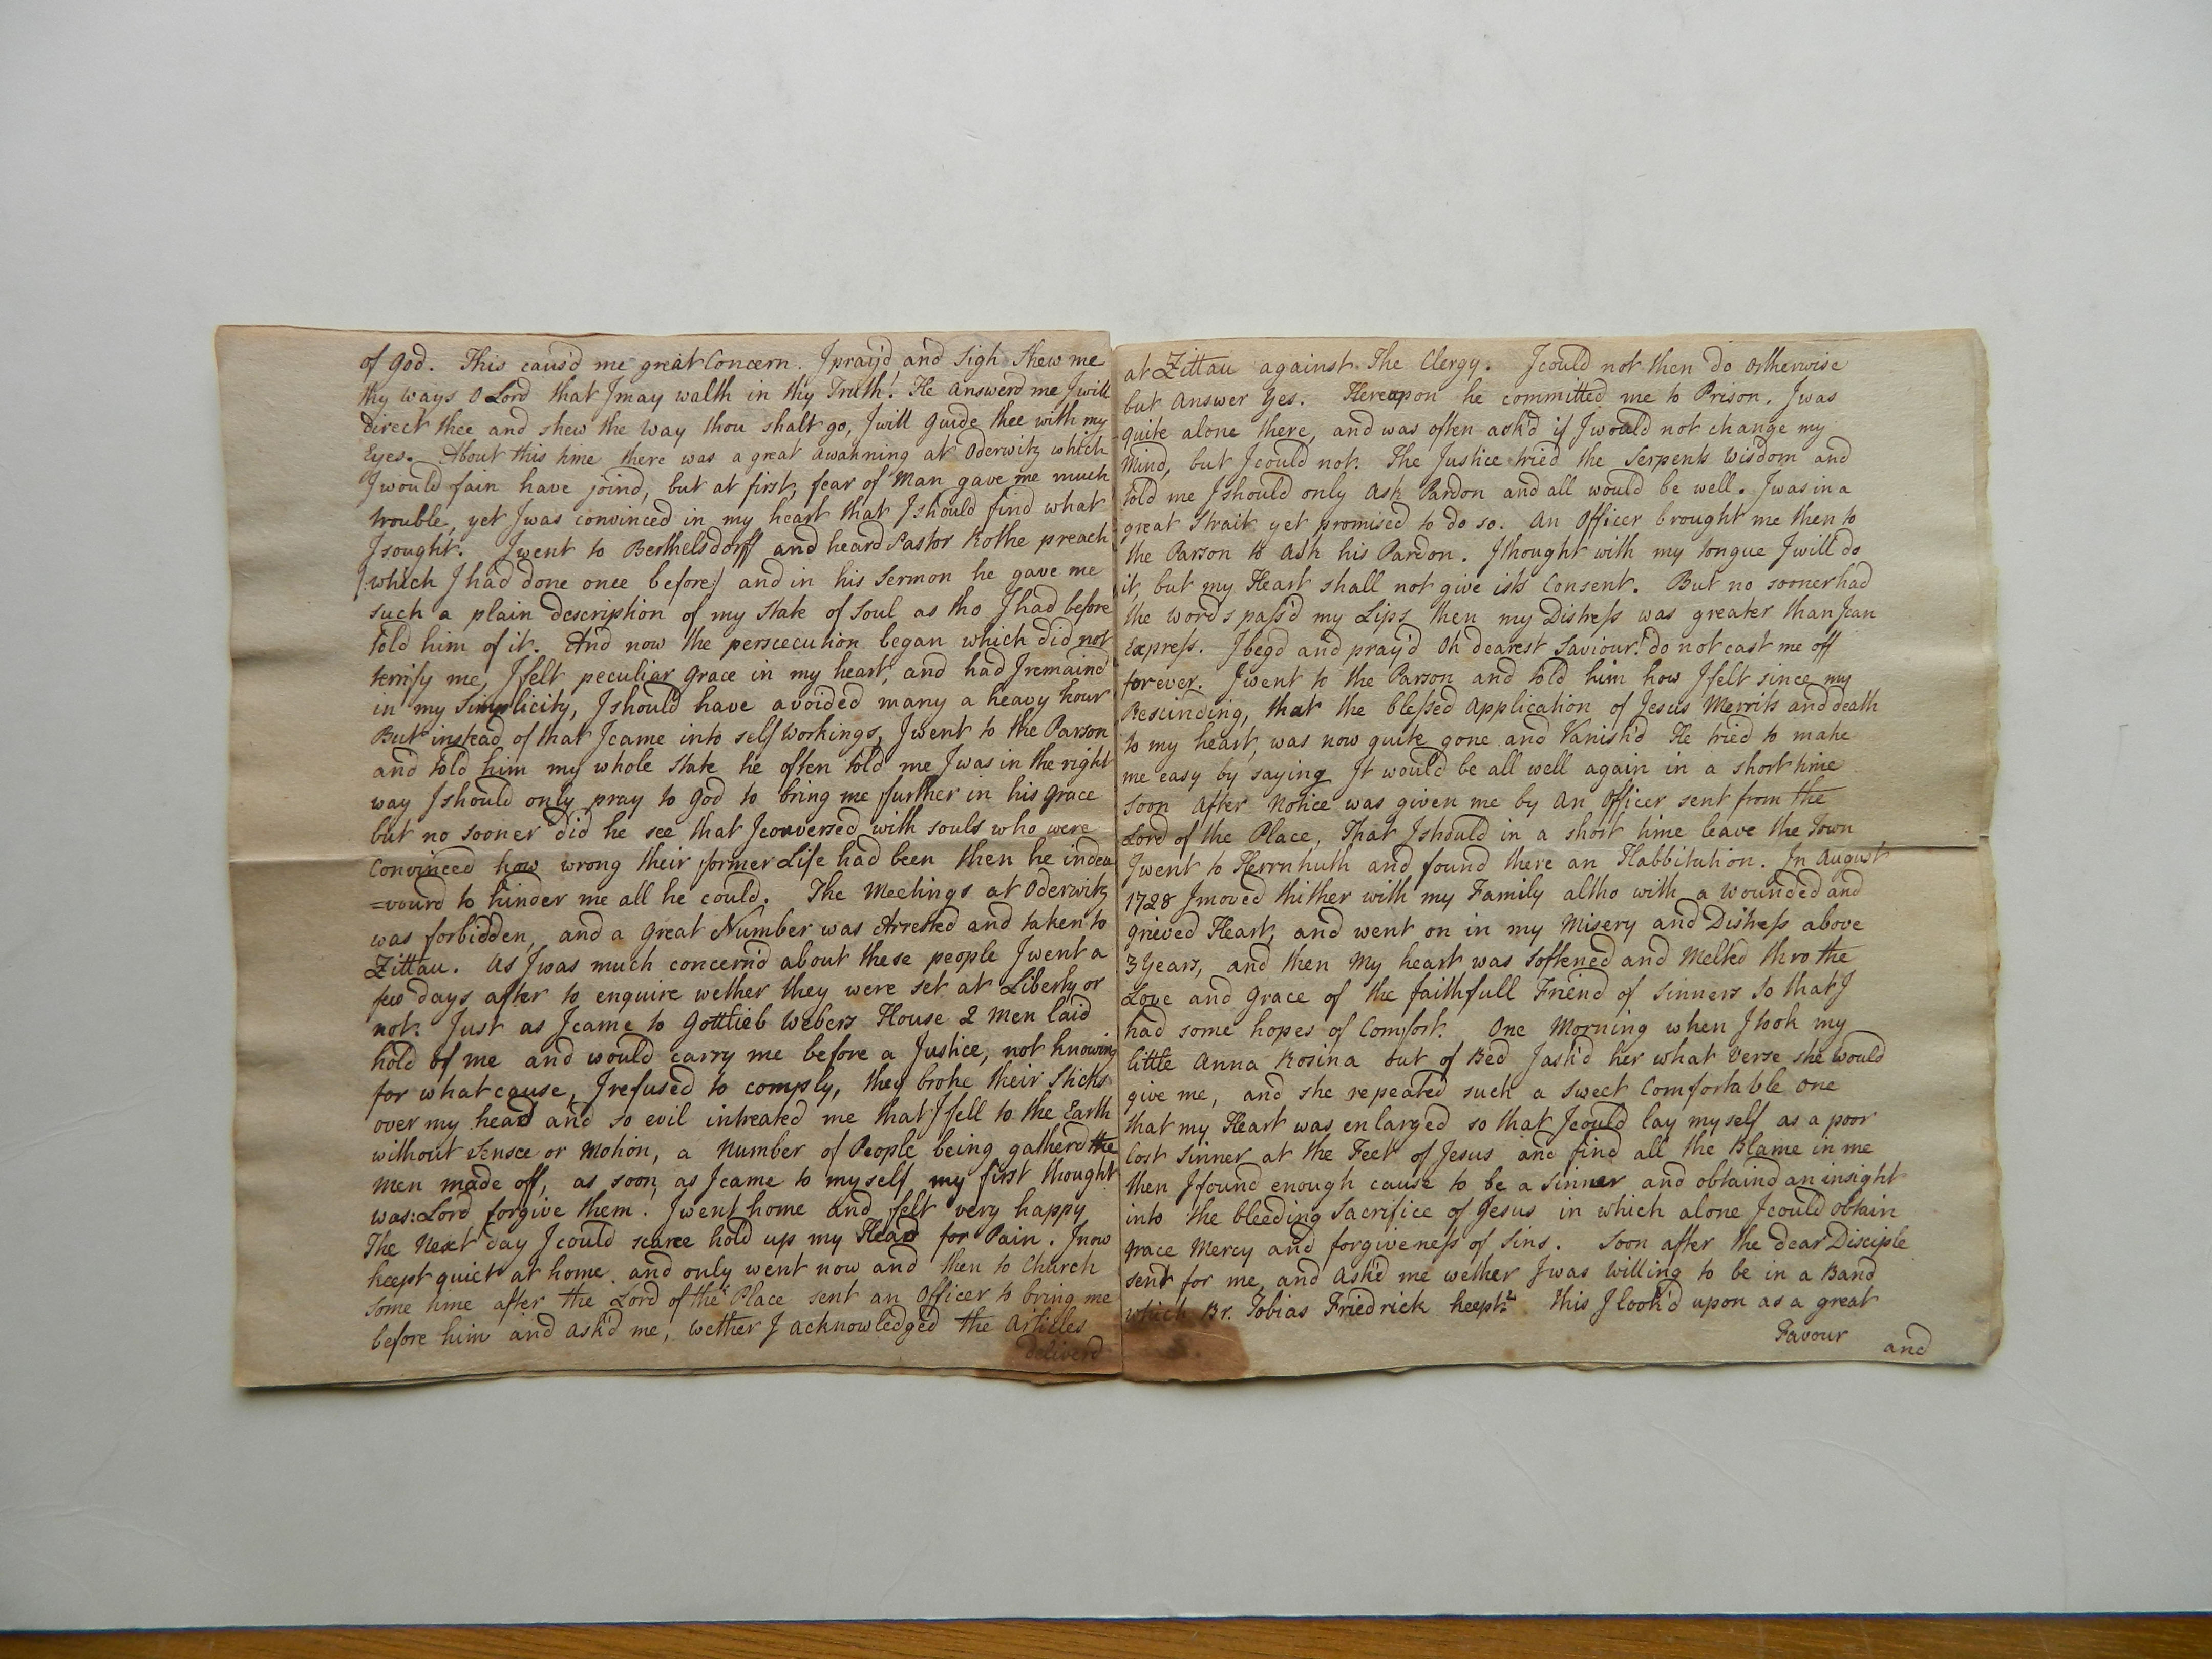 of God. This caus'd me great Concern. I pray'd and Sigh Shew me
thy ways O Lord that I may walth in thy Truth! He answerd me I will
direct thee and shew the way thou shalt go, I will guide thee with my
Eyes. About this time there was a great awakning at Oderwitz which
I would fain have joind, but at first, fear of Man gave me much
trouble, yet I was convinced in my heart that I should find what
I sought. I went to Berthelsdorff and heard Pastor Rothe preach
(which I had done once before) and in his Sermon he gave me
such a plain description of my state of soul as tho I had before
told him of it. And now the persecution began which did not
terrify me, I felt peculiar grace in my heart, and had I remaind
in my Simplicity, I should have avoided many a heavy hour
But instead of that I came into self workings, I went to the Parson
and told him my whole state he often told me I was in the right
way I should only pray to God to bring me further in his grace
but no sooner did he see that I conversed with souls who were
Convinced how wrong their former Life had been then he indea
=vourd to hinder me all he could. The Meetings at Oderwitz
was forbidden, and a great Number was Arrested and taken to
Zittau. As I was much concern'd about these people I went a
few days after to enquire wether they were set at Liberty or
not. Just as I came to Gottlieb Webers House 2 Men laid
hold of me and would carry me before a Justice, not knowing
for what cause, I refused to comply, they broke their Sticks
over my head and so evil intreated me that I fell to the Earth
without Sensce or Motion, a Number of People being gatherd the
men made off, as soon as I came to myself my first thought
was: Lord forgive them. I went home and felt very happy
The Next day I could scarce hold up my Head for Pain. I now
keept quiet at home and only went now and then to Church
some time after the Lord of the Place sent an Officer to bring me
before him and ask'd me, wether I acknowledged the Articles
deliverd
at Zittau against The Clergy. I could not then do otherwise
but Answer Yes. Hereupon he committed me to Prison. I was
quite alone there, and was often ask'd if I would not change my
Mind, but I could not. The Justice tried the Serpents Wisdom and
told me I should only ask Pardon and all would be well. I was in a
great Strait yet promised to do so. An Officer brought me then to
the Parson to ask his Pardon. I thought with my tongue I will do
it, but my Heart shall not give its Consent. But no sooner had
the words pass'd my Lips then my Distress was greater than I can
Express. I begd and pray'd Oh dearest Saviour! do not cast me off
forever. I went to the Parson and told him how I felt since my
Rescinding, that the blessed Application of Jesus Merrits and death
to my heart, was now quite gone and Vanish'd He tried to make
me easy by saying It would be all well again in a short time
Soon After Notice was given me by An Officer sent from the
Lord of the Place, That I should in a short time leave the Town
I went to Herrnhuth and found there an Habbitation. In August
1728 I moved thither with my Family altho with a wounded and
grieved Heart, and went on in my Misery and Distress above
3 Years, and then My heart was Softened and Melted thro the
Love and Grace of the faithfull Friend of Sinners so that I
had some hopes of Comfort. One Morning when I took my
little Anna Rosina out of Bed I ask'd her what Verse she would
give me, and she repeated such a sweet Comfortable one
that my Heart was enlarged so that I could lay myself as a poor
lost Sinner at the Feet of Jesus and find all the Blame in me
then I found enough cause to be a Sinner and obtaind an insight
into the bleeding Sacrifice of Jesus in which alone I could obtain
grace Mercy and forgiveness of Sins. Soon after the dear Disciple
sent for me, and ask'd me wether I was Willing to be in a Band
which Br. Tobias Friedrick keept. This I look'd upon as a great
Favour and